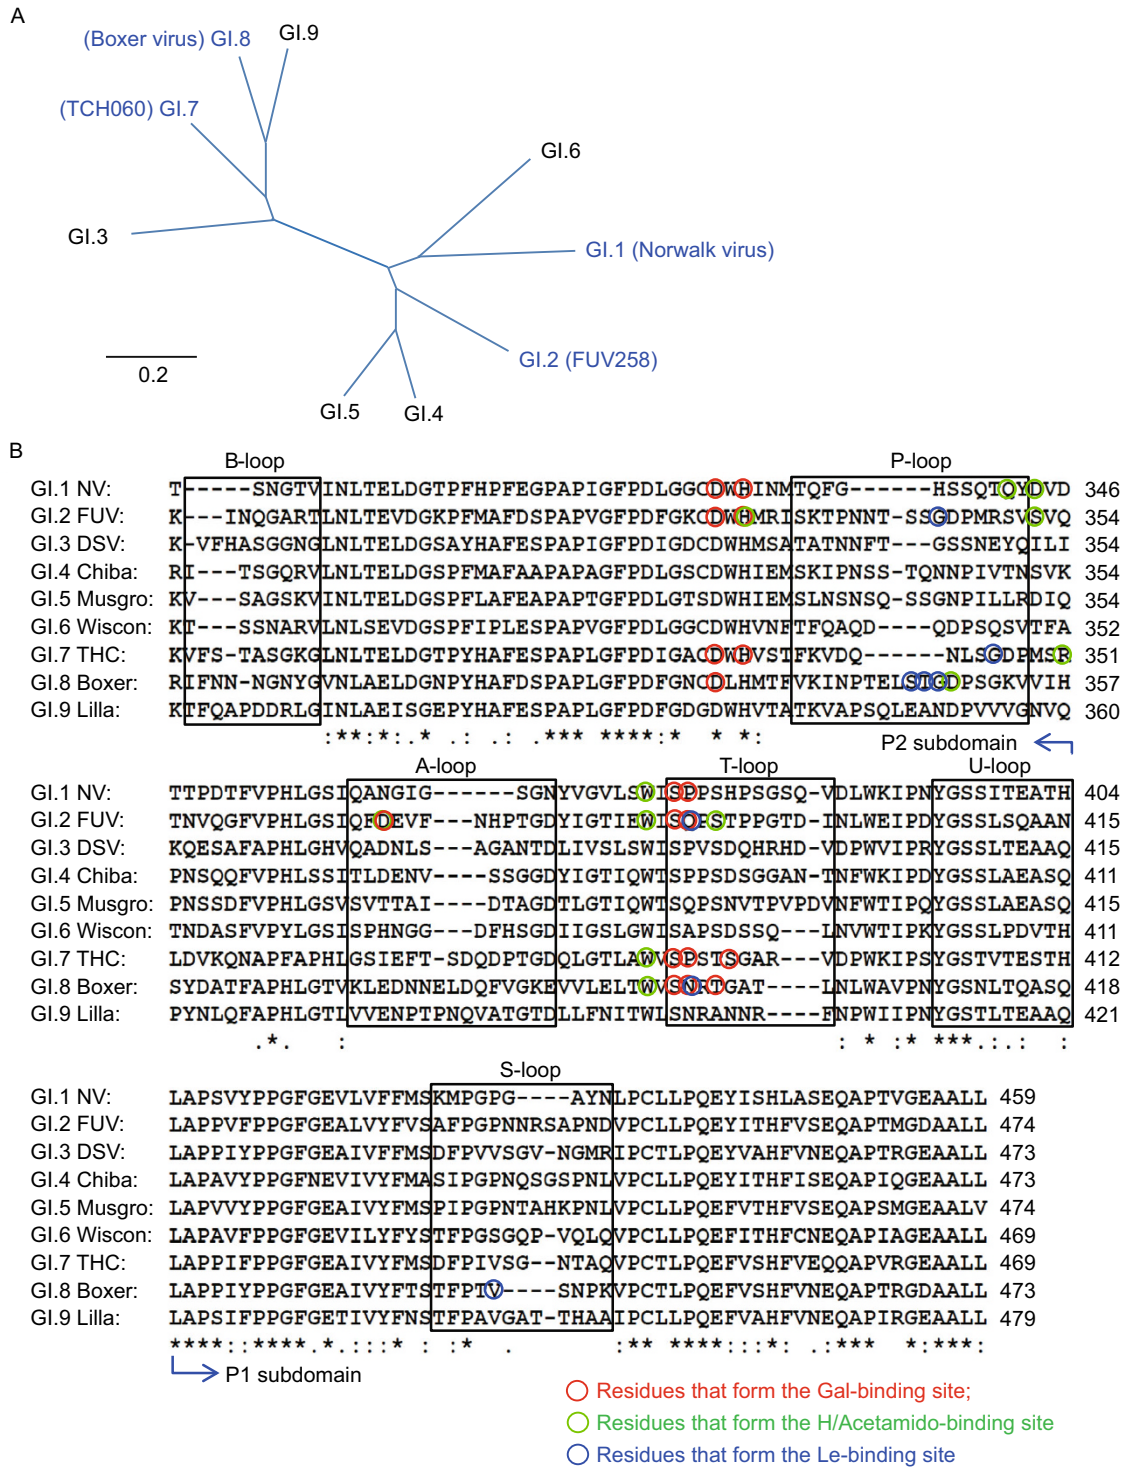 A
(Boxer virus) GI.8
GI.9
(TCH060) GI.7
GI.6
GI.3
GI.1 (Norwalk virus)
GI.2 (FUV258)
0.2
GI.5
GI.4
B
B-loop
P-loop
GI.1 NV: T-----SNGTVINLTELDGTPFHPFEGPAPIGFPDLGGCDWHINMTQFG------HSSQTQYDVD 346
GI.2 FUV: K---INQGARTLNLTEVDGKPFMAFDSPAPVGFPDFGKCDWHMRISKTPNNT-SSGDPMRSVSVQ 354
GI.3 DSV: K-VFHASGGNGLNLTELDGSAYHAFESPAPIGFPDIGDCDWHMSATATNNFT---GSSNEYQILI 354
GI.4 Chiba: RI---TSGQRVLNLTELDGSPFMAFAAPAPAGFPDLGSCDWHIEMSKIPNSS-TQNNPIVTNSVK 354
GI.5 Musgro: KV---SAGSKVINLTELDGSPFLAFEAPAPTGFPDLGTSDWHIEMSLNSNSQ-SSGNPILLRDIQ 354
GI.6 Wiscon: KT---SSNARVLNLSEVDGSPFIPLESPAPVGFPDLGGCDWHVNFTFQAQD----QDPSQSVTFA 352
GI.7 THC: KVFS-TASGKGLNLTELDGTPYHAFESPAPLGFPDIGACDWHVSTFKVDQ------NLSGDPMSR 351
GI.8 Boxer: RIFNN-NGNYGVNLAELDGNPYHAFESPAPLGFPDFGNCDLHMTFVKINPTELSIGDPSGKVVIH 357
GI.9 Lilla: KTFQAPDDRLGINLAEISGEPYHAFESPAPLGFPDFGDGDWHVTATKVAPSQLEANDPVVVGNVQ 360
:**:*:.* .: .: .*** ****:* * *:
P2 subdomain
A-loop
T-loop
U-loop
GI.1 NV: TTPDTFVPHLGSIQANGIG------SGNYVGVLSWISPPSHPSGSQ-VDLWKIPNYGSSITEATH 404
GI.2 FUV: TNVQGFVPHLGSIQFDEVF---NHPTGDYIGTIEWISQPSTPPGTD-INLWEIPDYGSSLSQAAN 415
GI.3 DSV: KQESAFAPHLGHVQADNLS---AGANTDLIVSLSWISPVSDQHRHD-VDPWVIPRYGSSLTEAAQ 415
GI.4 Chiba: PNSQQFVPHLSSITLDENV----SSGGDYIGTIQWTSPPSDSGGAN-TNFWKIPDYGSSLAEASQ 411
GI.5 Musgro: PNSSDFVPHLGSVSVTTAI----DTAGDTLGTIQWTSQPSNVTPVPDVNFWTIPQYGSSLAEASQ 415
GI.6 Wiscon: TNDASFVPYLGSISPHNGG---DFHSGDIIGSLGWISAPSDSSQ---LNVWTIPKYGSSLPDVTH 411
GI.7 THC: LDVKQNAPFAPHLGSIEFT-SDQDPTGDQLGTLAWVSPSTSGAR---VDPWKIPSYGSTVTESTH 412
GI.8 Boxer: SYDATFAPHLGTVKLEDNNELDQFVGKEVVLELTWVSNRTGAT----LNLWAVPNYGSNLTQASQ 418
GI.9 Lilla: PYNLQFAPHLGTLVVENPTPNQVATGTDLLFNITWLSNRANNR----FNPWIIPNYGSTLTEAAQ 421
.*. : : * :* ***.:.: :
S-loop
GI.1 NV: LAPSVYPPGFGEVLVFFMSKMPGPG----AYNLPCLLPQEYISHLASEQAPTVGEAALL 459
GI.2 FUV: LAPPVFPPGFGEALVYFVSAFPGPNNRSAPNDVPCLLPQEYITHFVSEQAPTMGDAALL 474
GI.3 DSV: LAPPIYPPGFGEAIVFFMSDFPVVSGV-NGMRIPCTLPQEYVAHFVNEQAPTRGEAALL 473
GI.4 Chiba: LAPAVYPPGFNEVIVYFMASIPGPNQSGSPNLVPCLLPQEYITHFISEQAPIQGEAALL 473
GI.5 Musgro: LAPVVYPPGFGEAIVYFMSPIPGPNTAHKPNLVPCLLPQEFVTHFVSEQAPSMGEAALV 474
GI.6 Wiscon: LAPAVFPPGFGEVILYFYSTFPGSGQP-VQLQVPCLLPQEFITHFCNEQAPIAGEAALL 469
GI.7 THC: LAPPIYPPGFGEAIVYFMSDFPIVSG--NTAQVPCTLPQEFVSHFVEQQAPVRGEAALL 469
GI.8 Boxer: LAPPIYPPGFGEAIVYFTSTFPTV----SNPKVPCTLPQEFVSHFVNEQAPTRGDAALL 473
GI.9 Lilla: LAPSIFPPGFGETIVYFNSTFPAVGAT-THAAIPCLLPQEFVAHFVNEQAPIRGEAALL 479
****::****.*.:::* : :* . :** ****:::*: .:*** *:***:
P1 subdomain
Residues that form the Gal-binding site;
Residues that form the H/Acetamido-binding site
Residues that form the Le-binding site